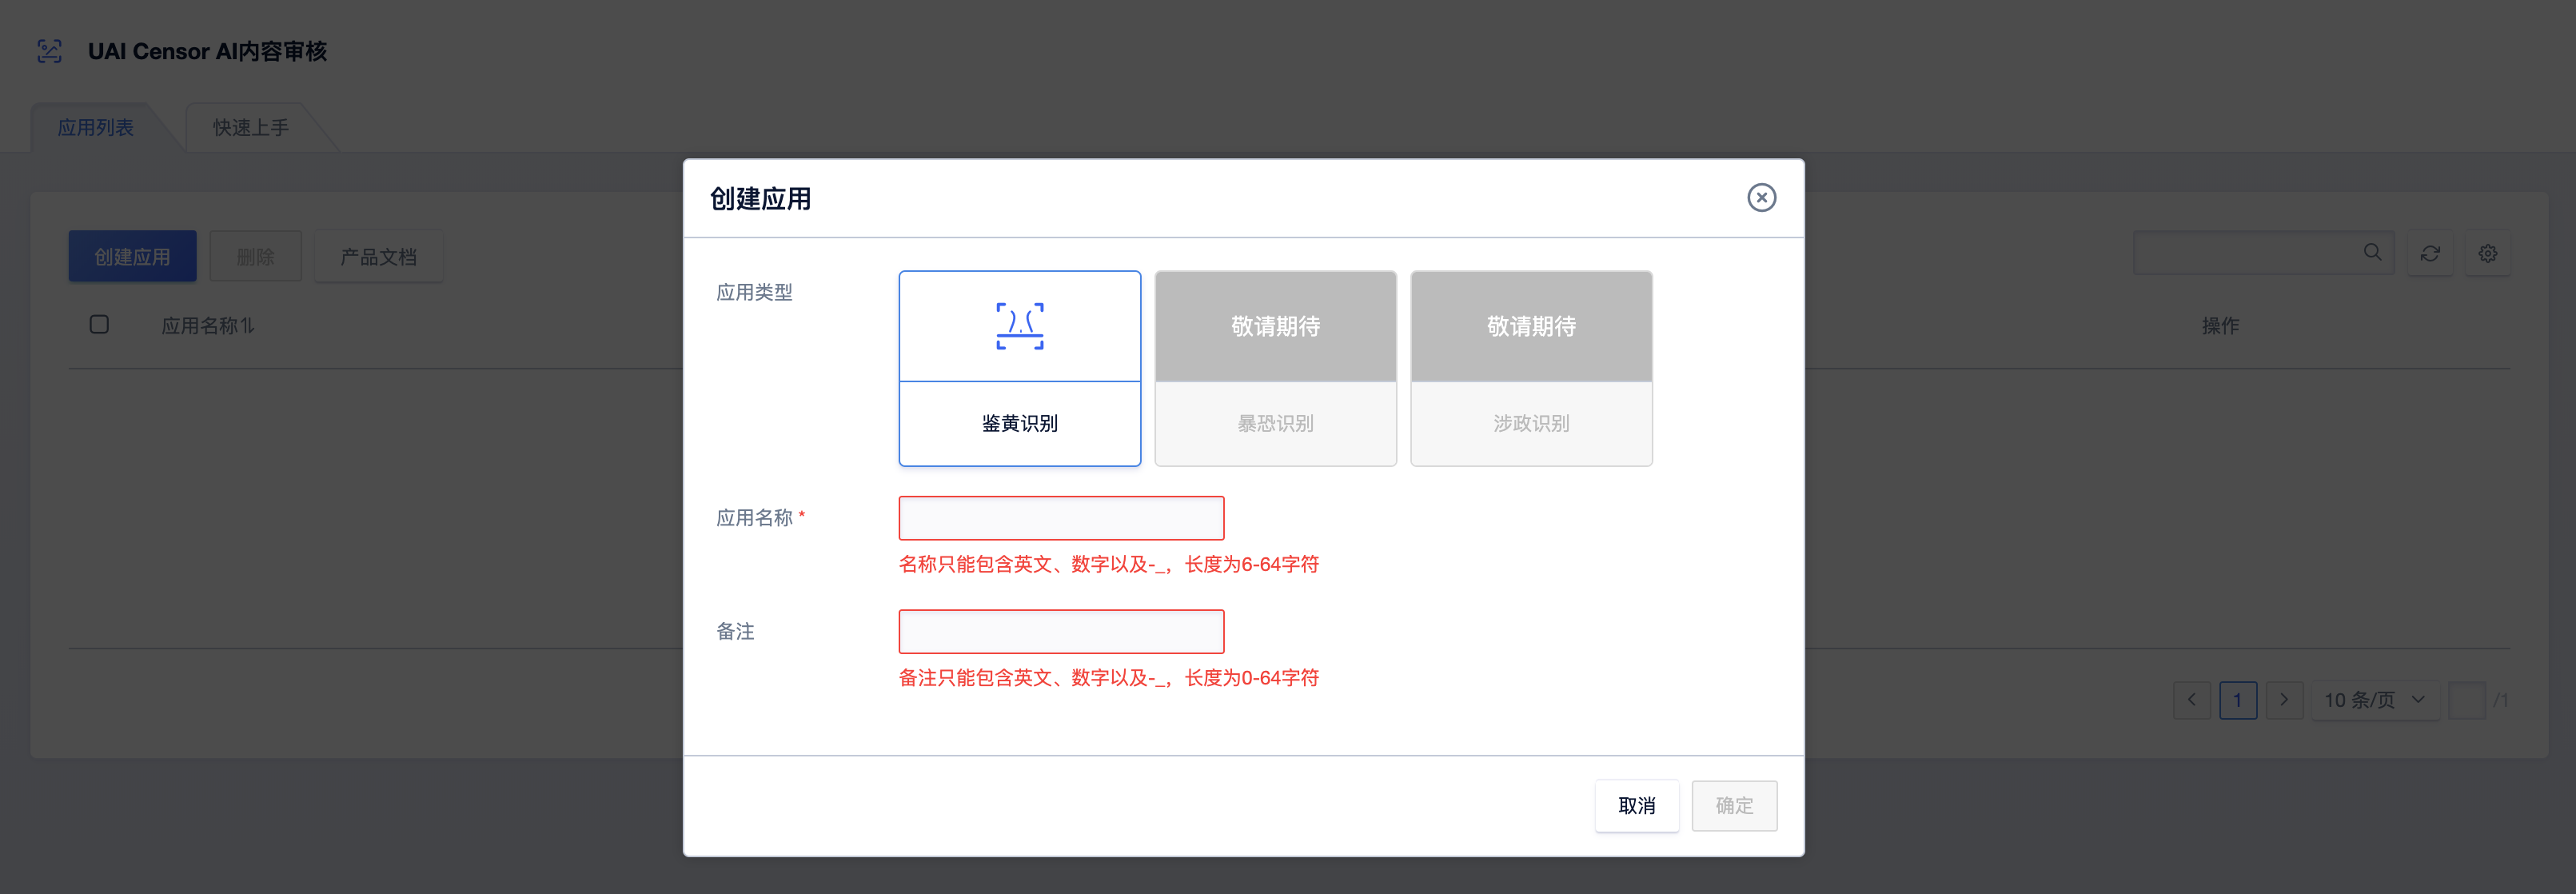 UAI Censor AI内容审核
应用列表
快速上手
创建应用
删除
产品文档
应用名称
操作
创建应用
应用类型
敬请期待
敬请期待
鉴黄识别
暴恐识别
涉政识别
应用名称 *
名称只能包含英文、数字以及-_，长度为6-64字符
备注
备注只能包含英文、数字以及-_，长度为0-64字符
1
10 条/页
/1
取消
确定